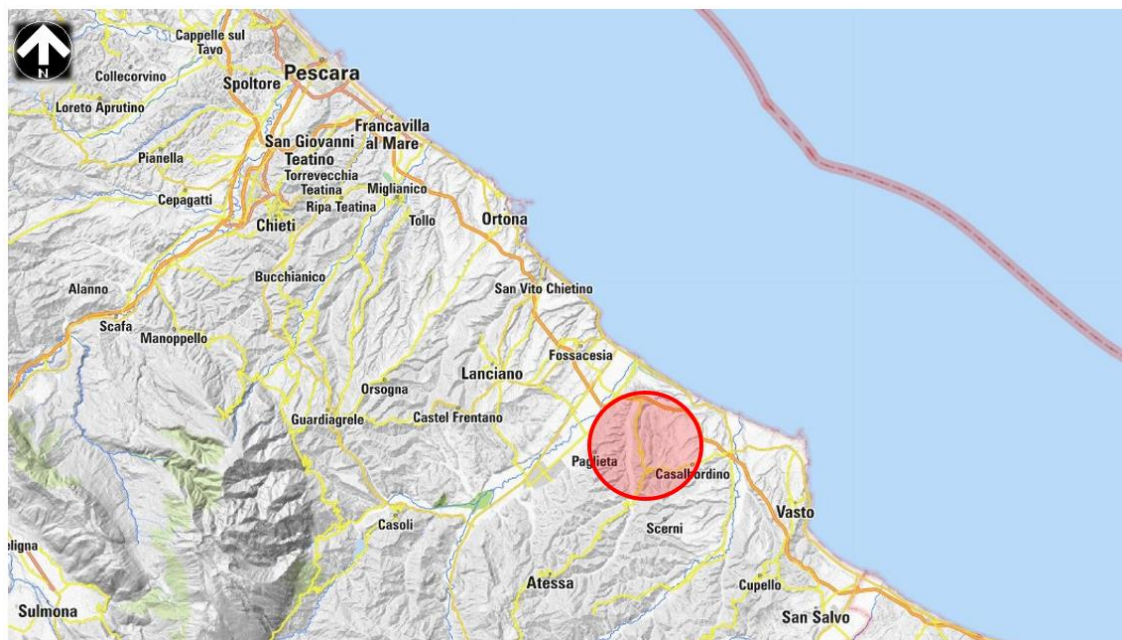 N
Cappelle sul
Tavo
Collecorvino
Pescara
Spoltore
Loreto Aprutino
Francavilla
al Mare
San Giovanni
Teatino
Pianella
Torrevecchia
Teatina
Miglianico
Cepagatti
Ripa Teatina
Tollo
Ortona
Chieti
Bucchianico
Alanno
San Vito Chietino
Scafa
Manoppello
Fossacesia
Lanciano
Orsogna
Guardiagrele
Castel Frentano
Paglieta
Casalbordino
Casoli
Scerni
Vasto
eligna
Atessa
Cupello
Sulmona
San Salvo